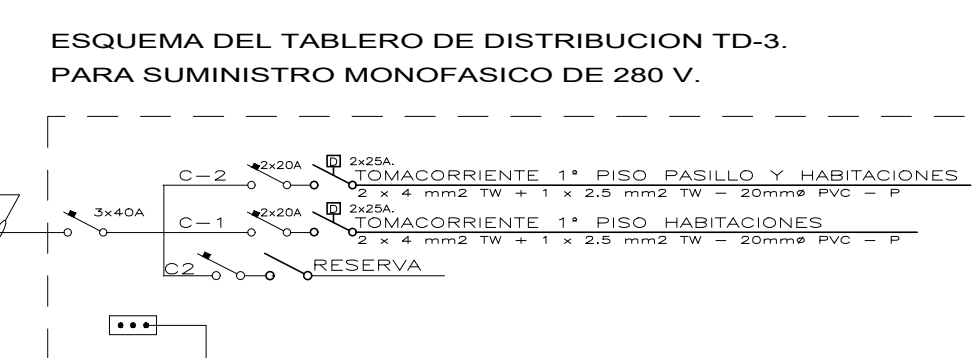 ESQUEMA DEL TABLERO DE DISTRIBUCION TD-3.
PARA SUMINISTRO MONOFASICO DE 280 V.
C-2 2x20A D 2x25A. TOMACORRIENTE 1º PISO PASILLO Y HABITACIONES
2 x 4 mm2 TW + 1 x 2.5 mm2 TW - 20mmø PVC - P
3x40A
C-1 2x20A D 2x25A. TOMACORRIENTE 1º PISO HABITACIONES
2 x 4 mm2 TW + 1 x 2.5 mm2 TW - 20mmø PVC - P
C2 RESERVA